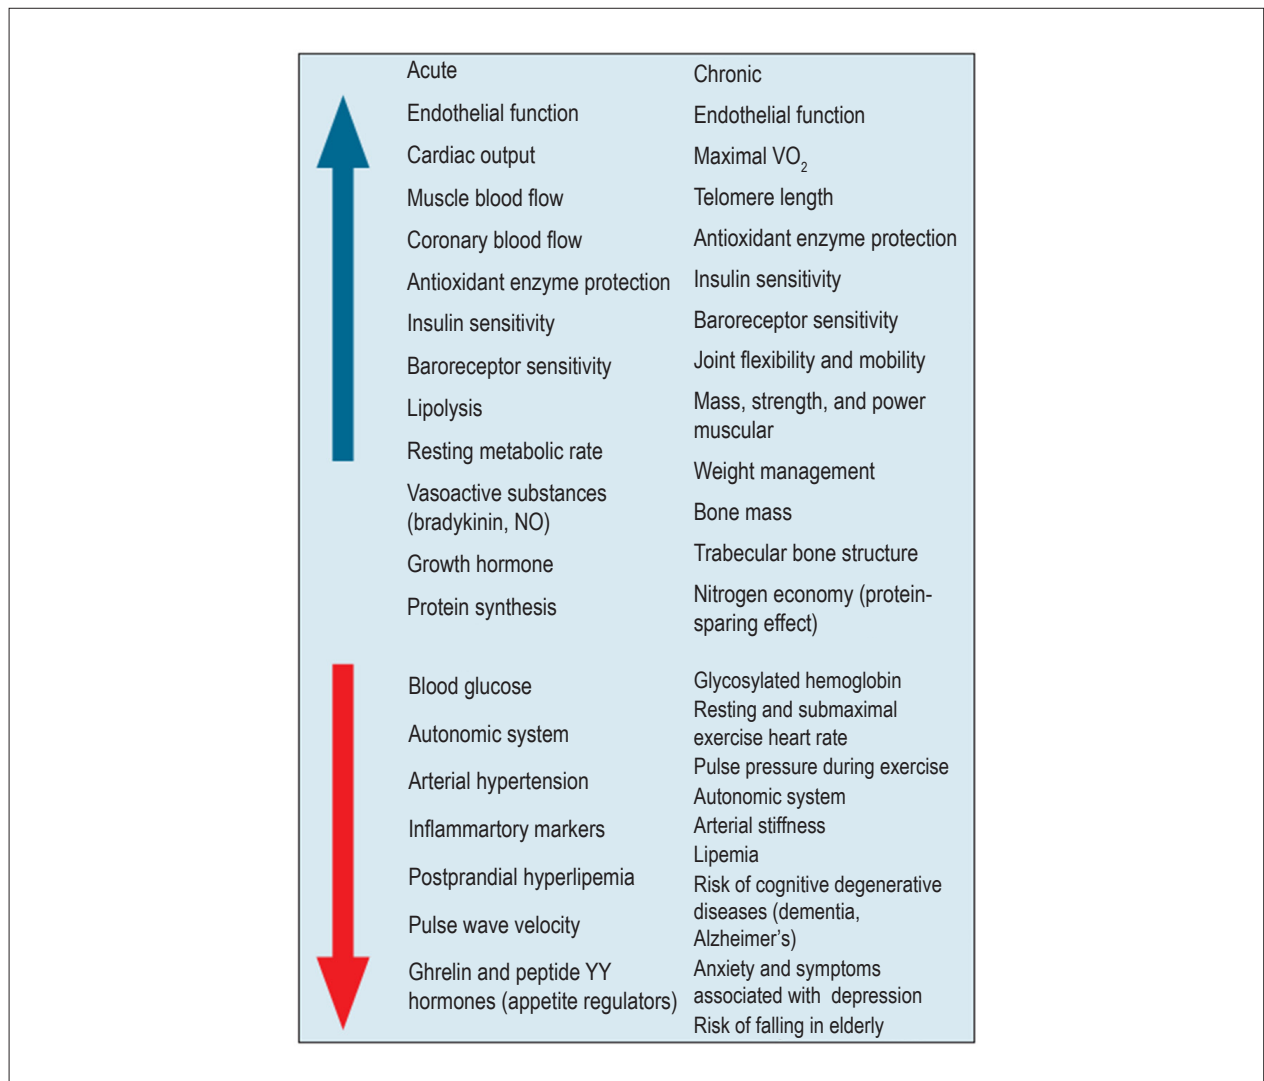 Acute
Endothelial function
Cardiac output
Muscle blood flow
Coronary blood flow
Antioxidant enzyme protection
Insulin sensitivity
Baroreceptor sensitivity
Lipolysis
Resting metabolic rate
Vasoactive substances
(bradykinin, NO)
Growth hormone
Protein synthesis
Chronic
Endothelial function
Maximal VO2
Telomere length
Antioxidant enzyme protection
Insulin sensitivity
Baroreceptor sensitivity
Joint flexibility and mobility
Mass, strength, and power
muscular
Weight management
Bone mass
Trabecular bone structure
Nitrogen economy (protein-
sparing effect)
Blood glucose
Autonomic system
Arterial hypertension
Inflammartory markers
Postprandial hyperlipemia
Pulse wave velocity
Ghrelin and peptide YY
hormones (appetite regulators)
Glycosylated hemoglobin
Resting and submaximal
exercise heart rate
Pulse pressure during exercise
Autonomic system
Arterial stiffness
Lipemia
Risk of cognitive degenerative
diseases (dementia,
Alzheimer's)
Anxiety and symptoms
associated with depression
Risk of falling in elderly